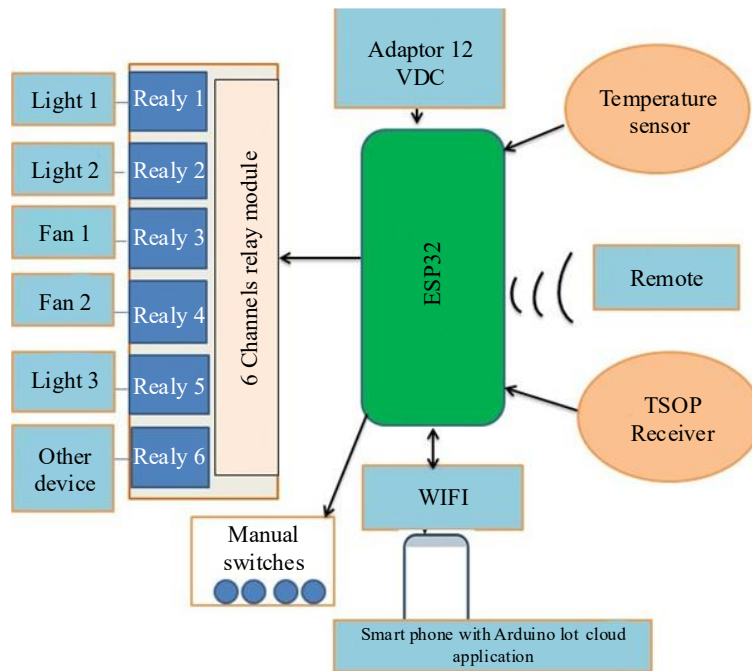 Adaptor 12
VDC
Light 1
Realy 1
Light 2
Realy 2
Fan 1
Realy 3
Fan 2
Realy 4
Light 3
Realy 5
Other
device
Realy 6
6 Channels relay module
ESP32
Temperature
sensor
Remote
TSOP
Receiver
WIFI
Manual
switches
Smart phone with Arduino lot cloud
application